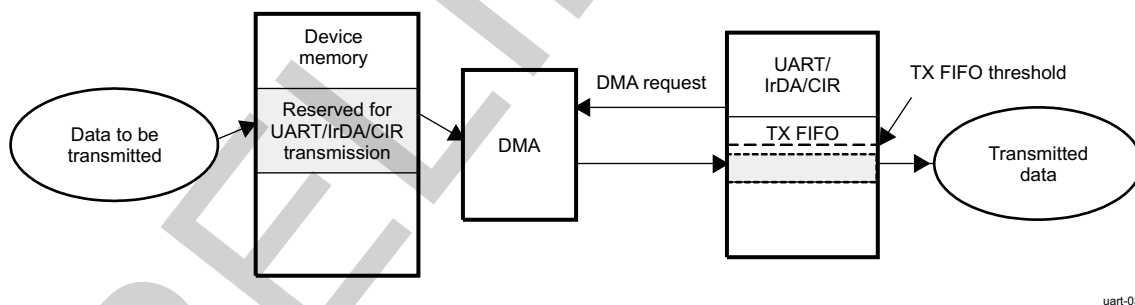 Device
memory
Reserved for
UART/IrDA/CIR
transmission
Data to be
transmitted
DMA request
DMA
UART/
IrDA/CIR
TX FIFO
TX FIFO threshold
Transmitted
data